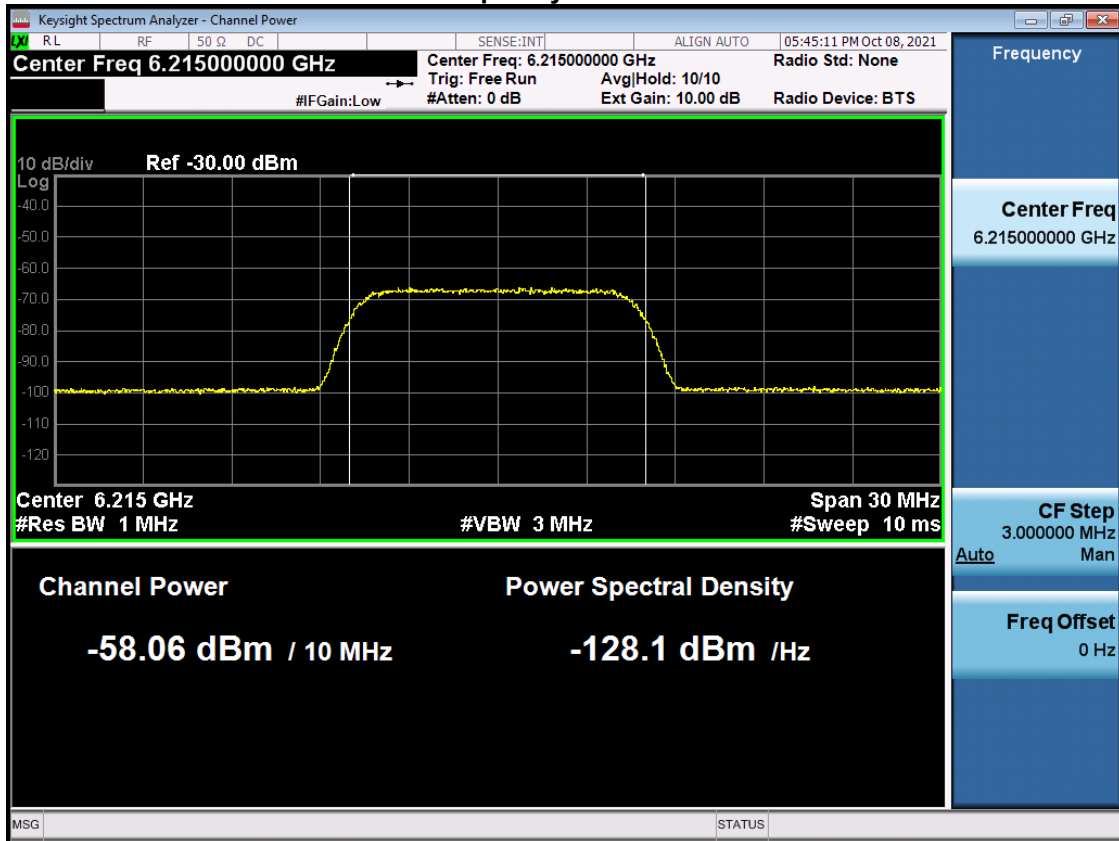 Keysight Spectrum Analyzer - Channel Power
LXI RL RF 50 Ω DC SENSE:INT ALIGN AUTO 05:45:11 PM Oct 08, 2021
Center Freq 6.215000000 GHz
#IFGain:Low
Center Freq: 6.215000000 GHz
Trig: Free Run Avg|Hold: 10/10
#Atten: 0 dB Ext Gain: 10.00 dB
Radio Std: None
Radio Device: BTS
10 dB/div Ref -30.00 dBm
Log
-40.0
-50.0
-60.0
-70.0
-80.0
-90.0
-100
-110
-120
Center 6.215 GHz Span 30 MHz
#Res BW 1 MHz #VBW 3 MHz #Sweep 10 ms
Channel Power Power Spectral Density
-58.06 dBm / 10 MHz -128.1 dBm /Hz
Frequency
Center Freq
6.215000000 GHz
CF Step
3.000000 MHz
Auto Man
Freq Offset
0 Hz
MSG STATUS